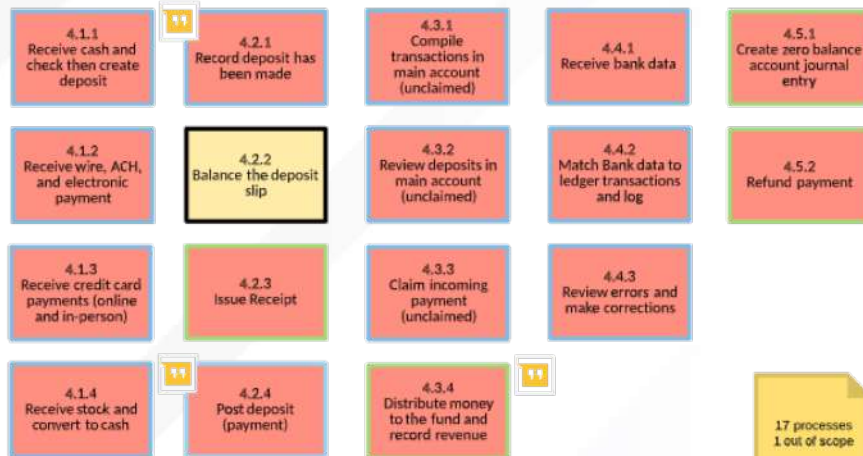 4.1.1
Receive cash and
check then create
deposit
4.2.1
Record deposit has
been made
4.3.1
Compile
transactions in
main account
(unclaimed)
4.4.1
Receive bank data
4.5.1
Create zero balance
account journal
entry
4.1.2
Receive wire, ACH,
and electronic
payment
4.2.2
Balance the deposit
slip
4.3.2
Review deposits in
main account
(unclaimed)
4.4.2
Match Bank data to
ledger transactions
and log
4.5.2
Refund payment
4.1.3
Receive credit card
payments (online
and in-person)
4.2.3
Issue Receipt
4.3.3
Claim incoming
payment
(unclaimed)
4.4.3
Review errors and
make corrections
4.1.4
Receive stock and
convert to cash
4.2.4
Post deposit
(payment)
4.3.4
Distribute money
to the fund and
record revenue
17 processes
1 out of scope